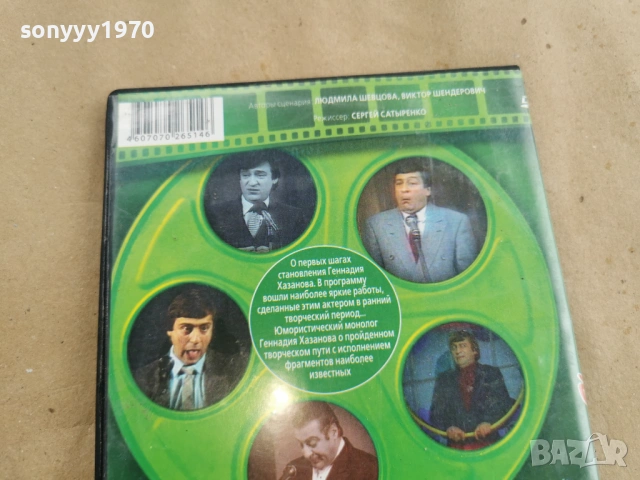 sonyyy1970
Авторы сценария: ЛЮДМИЛА ШЕВЦОВА, ВИКТОР ШЕНДЕРОВИЧ
Режиссер: СЕРГЕЙ САТЫРЕНКО
4607070265146
О первых шагах
становления Геннадия
Хазанова. В программу
вошли наиболее яркие работы,
сделанные этим актером в ранний
творческий период...
Юмористический монолог
Геннадия Хазанова о пройденном
творческом пути с исполнением
фрагментов наиболее
известных
BAZAR